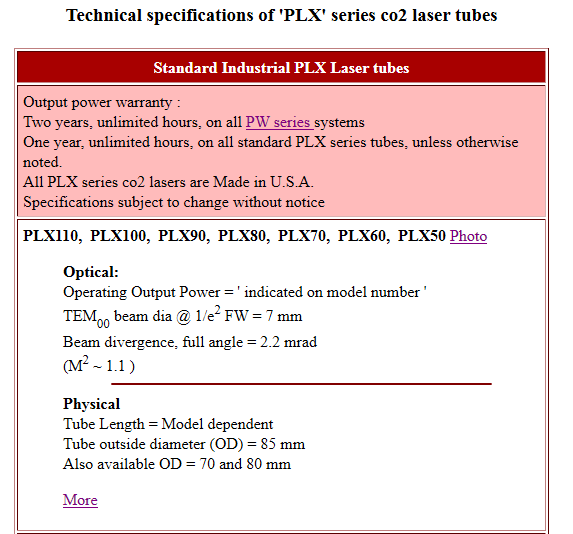 Technical specifications of 'PLX' series co2 laser tubes
Standard Industrial PLX Laser tubes
Output power warranty :
Two years, unlimited hours, on all PW series systems
One year, unlimited hours, on all standard PLX series tubes, unless otherwise
noted.
All PLX series co2 lasers are Made in U.S.A.
Specifications subject to change without notice
PLX110, PLX100, PLX90, PLX80, PLX70, PLX60, PLX50 Photo
Optical:
Operating Output Power = ' indicated on model number '
TEM₀₀ beam dia @ 1/e² FW = 7 mm
Beam divergence, full angle = 2.2 mrad
(M² ~ 1.1 )
Physical
Tube Length = Model dependent
Tube outside diameter (OD) = 85 mm
Also available OD = 70 and 80 mm
More